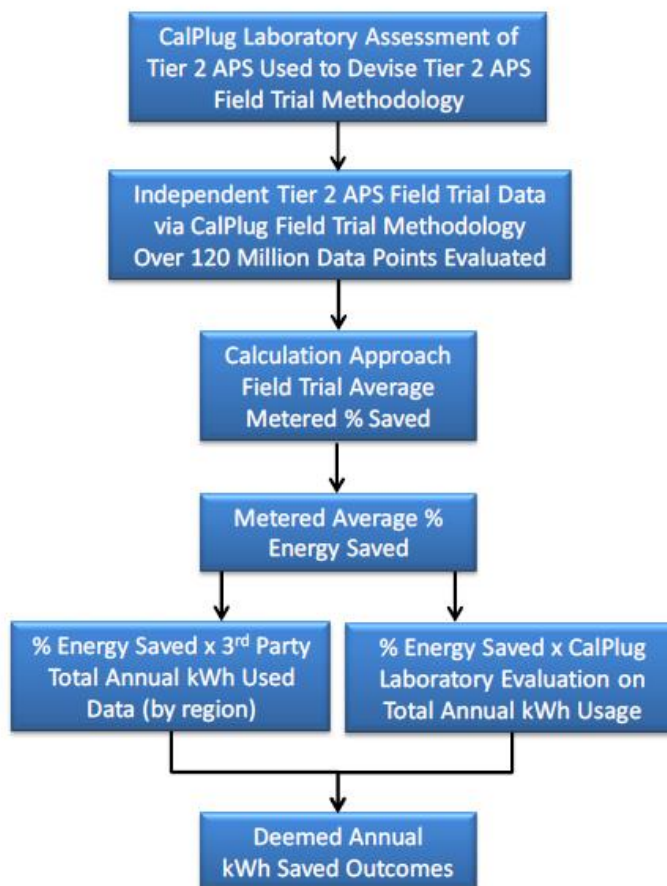 CalPlug Laboratory Assessment of
Tier 2 APS Used to Devise Tier 2 APS
Field Trial Methodology
Independent Tier 2 APS Field Trial Data
via CalPlug Field Trial Methodology
Over 120 Million Data Points Evaluated
Calculation Approach
Field Trial Average
Metered % Saved
Metered Average %
Energy Saved
% Energy Saved x 3rd Party
Total Annual kWh Used
Data (by region)
% Energy Saved x CalPlug
Laboratory Evaluation on
Total Annual kWh Usage
Deemed Annual
kWh Saved Outcomes